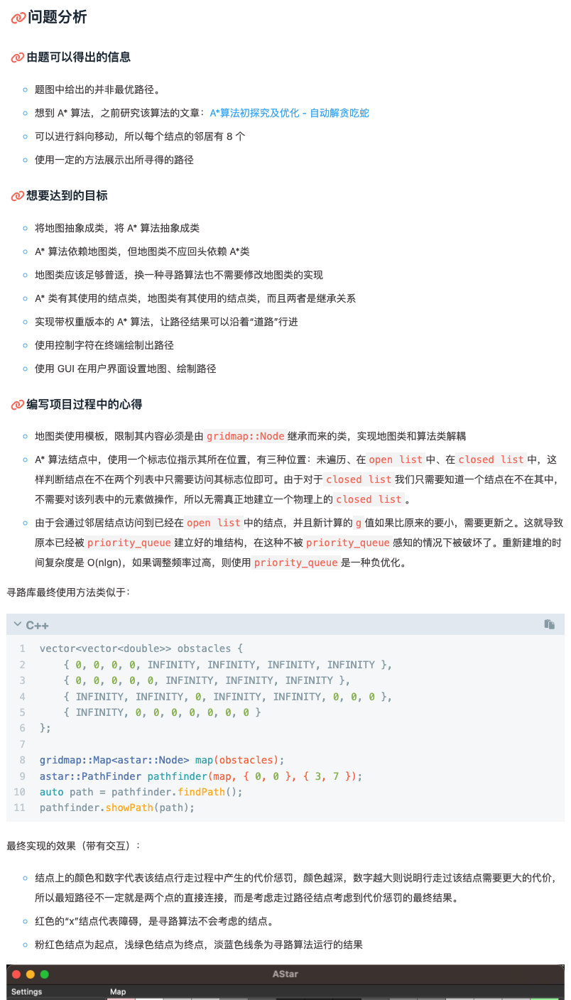 问题分析
由题可以得出的信息
题图中给出的并非最优路径。
想到 A* 算法，之前研究该算法的文章：A*算法初探究及优化 - 自动解贪吃蛇
可以进行斜向移动，所以每个结点的邻居有 8 个
使用一定的方法展示出所寻得的路径
想要达到的目标
将地图抽象成类，将 A* 算法抽象成类
A* 算法依赖地图类，但地图类不应回头依赖 A*类
地图类应该足够普适，换一种寻路算法也不需要修改地图类的实现
A* 类有其使用的结点类，地图类有其使用的结点类，而且两者是继承关系
实现带权重版本的 A* 算法，让路径结果可以沿着“道路”行进
使用控制字符在终端绘制出路径
使用 GUI 在用户界面设置地图、绘制路径
编写项目过程中的心得
地图类使用模板，限制其内容必须是由 gridmap::Node 继承而来的类，实现地图类和算法类解耦
A* 算法结点中，使用一个标志位指示其所在位置，有三种位置：未遍历、在 open list 中、在 closed list 中，这
样判断结点在不在两个列表中只需要访问其标志位即可。由于对于 closed list 我们只需要知道一个结点在不在其中，
不需要对该列表中的元素做操作，所以无需真正地建立一个物理上的 closed list 。
由于会通过邻居结点访问到已经在 open list 中的结点，并且新计算的 g 值如果比原来的要小，需要更新之。这就导致
原本已经被 priority_queue 建立好的堆结构，在这种不被 priority_queue 感知的情况下被破坏了。重新建堆的时
间复杂度是 O(nlgn)，如果调整频率过高，则使用 priority_queue 是一种负优化。
寻路库最终使用方法类似于：
C++
1 vector<vector<double>> obstacles {
2     { 0, 0, 0, 0, INFINITY, INFINITY, INFINITY, INFINITY },
3     { 0, 0, 0, 0, 0, INFINITY, INFINITY, INFINITY },
4     { INFINITY, INFINITY, 0, INFINITY, INFINITY, 0, 0, 0 },
5     { INFINITY, 0, 0, 0, 0, 0, 0, 0 }
6 };
7
8 gridmap::Map<astar::Node> map(obstacles);
9 astar::PathFinder pathfinder(map, { 0, 0 }, { 3, 7 });
10 auto path = pathfinder.findPath();
11 pathfinder.showPath(path);
最终实现的效果（带有交互）：
结点上的颜色和数字代表该结点行走过程中产生的代价惩罚，颜色越深，数字越大则说明行走过该结点需要更大的代价，
所以最短路径不一定就是两个点的直接连接，而是考虑走过路径结点考虑到代价惩罚的最终结果。
红色的“x”结点代表障碍，是寻路算法不会考虑的结点。
粉红色结点为起点，浅绿色结点为终点，淡蓝色线条为寻路算法运行的结果
AStar
Settings Map